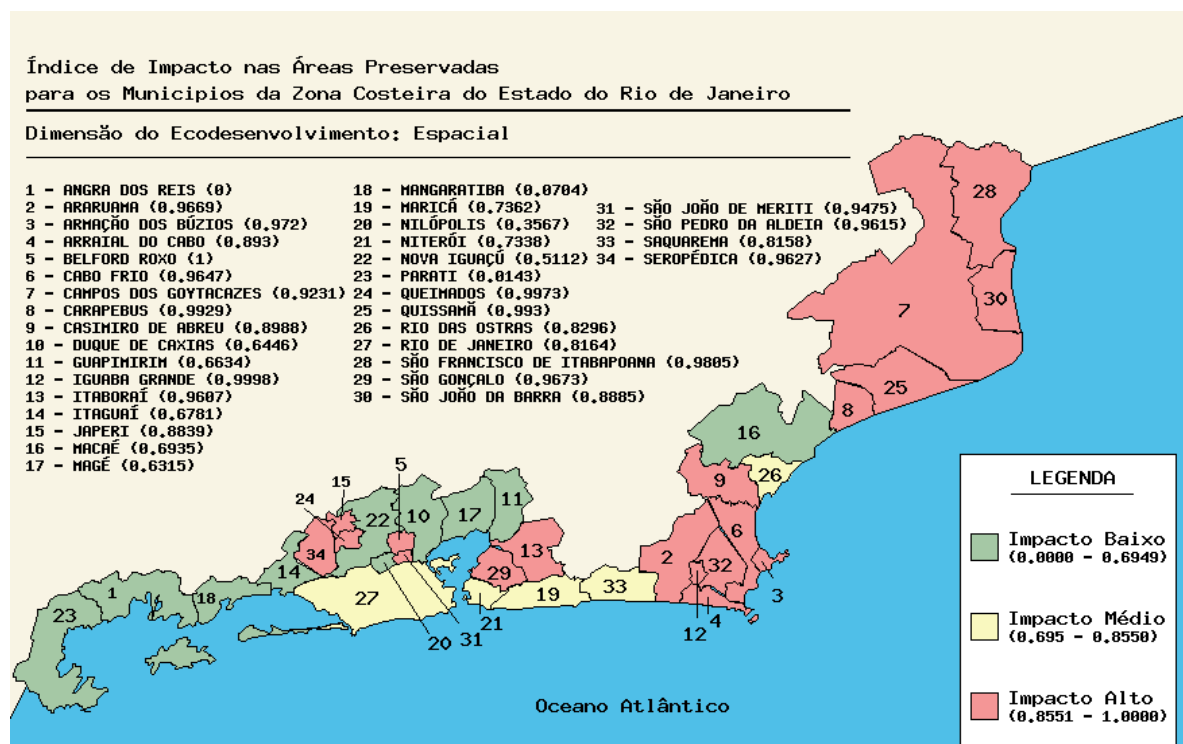 Índice de Impacto nas Áreas Preservadas
para os Municipios da Zona Costeira do Estado do Rio de Janeiro
Dimensão do Ecodesenvolvimento: Espacial
1 - ANGRA DOS REIS (0)
2 - ARARUAMA (0.9669)
3 - ARMAÇÃO DOS BÚZIOS (0.972)
4 - ARRAIAL DO CABO (0.893)
5 - BELFORD ROXO (1)
6 - CABO FRIO (0.9647)
7 - CAMPOS DOS GOYTACAZES (0.9231)
8 - CARAPEBUS (0.9929)
9 - CASIMIRO DE ABREU (0.8988)
10 - DUQUE DE CAXIAS (0.6446)
11 - GUAPIMIRIM (0.6634)
12 - IGUABA GRANDE (0.9998)
13 - ITABORAÍ (0.9607)
14 - ITAGUAÍ (0.6781)
15 - JAPERI (0.8839)
16 - MACAÉ (0.6935)
17 - MAGÉ (0.6315)
18 - MANGARATIBA (0.0704)
19 - MARICÁ (0.7362)
20 - NILÓPOLIS (0.3567)
21 - NITERÓI (0.7338)
22 - NOVA IGUAÇÚ (0.5112)
23 - PARATI (0.0143)
24 - QUEIMADOS (0.9973)
25 - QUISSAMÃ (0.993)
26 - RIO DAS OSTRAS (0.8296)
27 - RIO DE JANEIRO (0.8164)
28 - SÃO FRANCISCO DE ITABAPOANA (0.9805)
29 - SÃO GONÇALO (0.9673)
30 - SÃO JOÃO DA BARRA (0.8885)
31 - SÃO JOÃO DE MERITI (0.9475)
32 - SÃO PEDRO DA ALDEIA (0.9615)
33 - SAQUAREMA (0.8158)
34 - SEROPÉDICA (0.9627)
28
30
7
25
8
16
26
9
5
15
24
11
17
10
22
6
13
34
2
32
29
14
33
19
27
1
18
23
3
4
21
12
31
20
Oceano Atlântico
LEGENDA
Impacto Baixo
(0.0000 - 0.6949)
Impacto Médio
(0.695 - 0.8550)
Impacto Alto
(0.8551 - 1.0000)